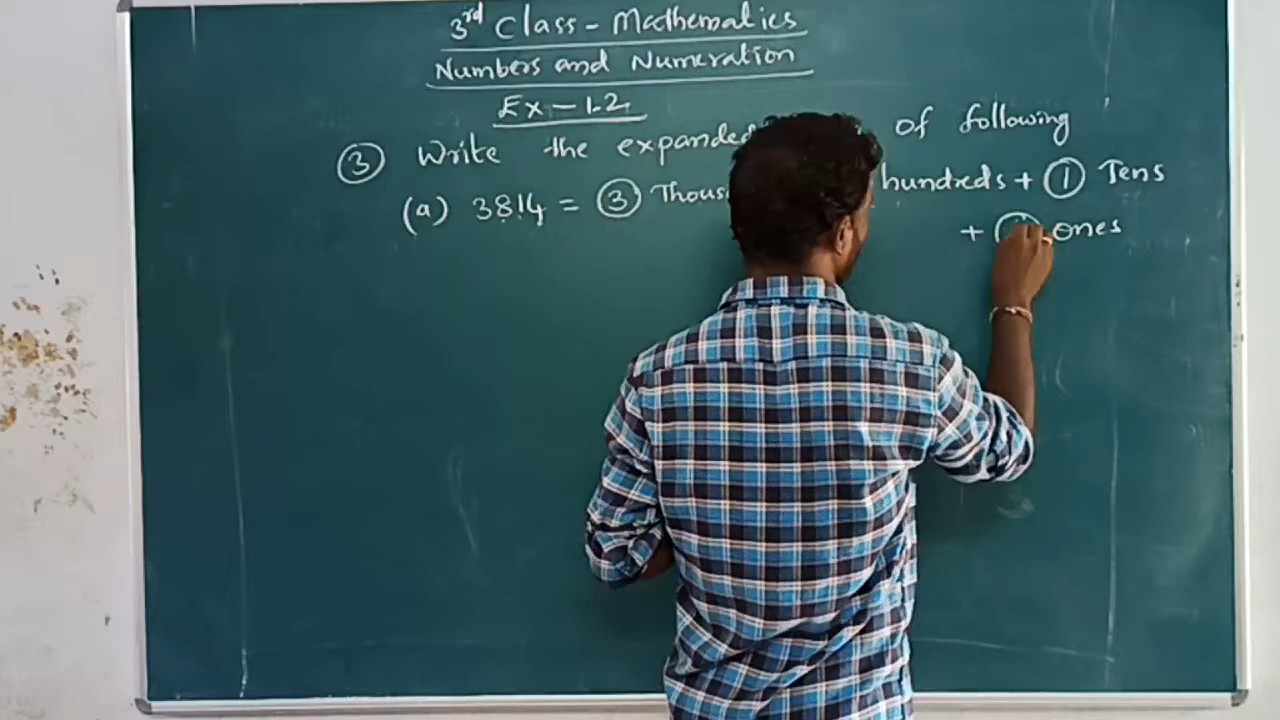 3rd Class - Mathematics
Numbers and Numeration
Ex - 1.2
③ Write the expanded of following
(a) 3814 = ③ hundreds + ① Tens
+ ones